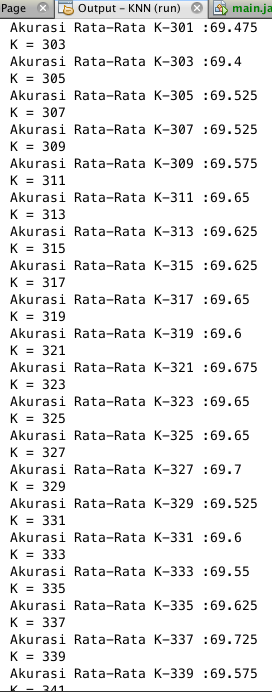 Page
Output – KNN (run)
main.ja
Akurasi Rata-Rata K-301 :69.475
K = 303
Akurasi Rata-Rata K-303 :69.4
K = 305
Akurasi Rata-Rata K-305 :69.525
K = 307
Akurasi Rata-Rata K-307 :69.525
K = 309
Akurasi Rata-Rata K-309 :69.575
K = 311
Akurasi Rata-Rata K-311 :69.65
K = 313
Akurasi Rata-Rata K-313 :69.625
K = 315
Akurasi Rata-Rata K-315 :69.625
K = 317
Akurasi Rata-Rata K-317 :69.65
K = 319
Akurasi Rata-Rata K-319 :69.6
K = 321
Akurasi Rata-Rata K-321 :69.675
K = 323
Akurasi Rata-Rata K-323 :69.65
K = 325
Akurasi Rata-Rata K-325 :69.65
K = 327
Akurasi Rata-Rata K-327 :69.7
K = 329
Akurasi Rata-Rata K-329 :69.525
K = 331
Akurasi Rata-Rata K-331 :69.6
K = 333
Akurasi Rata-Rata K-333 :69.55
K = 335
Akurasi Rata-Rata K-335 :69.625
K = 337
Akurasi Rata-Rata K-337 :69.725
K = 339
Akurasi Rata-Rata K-339 :69.575
K = 341